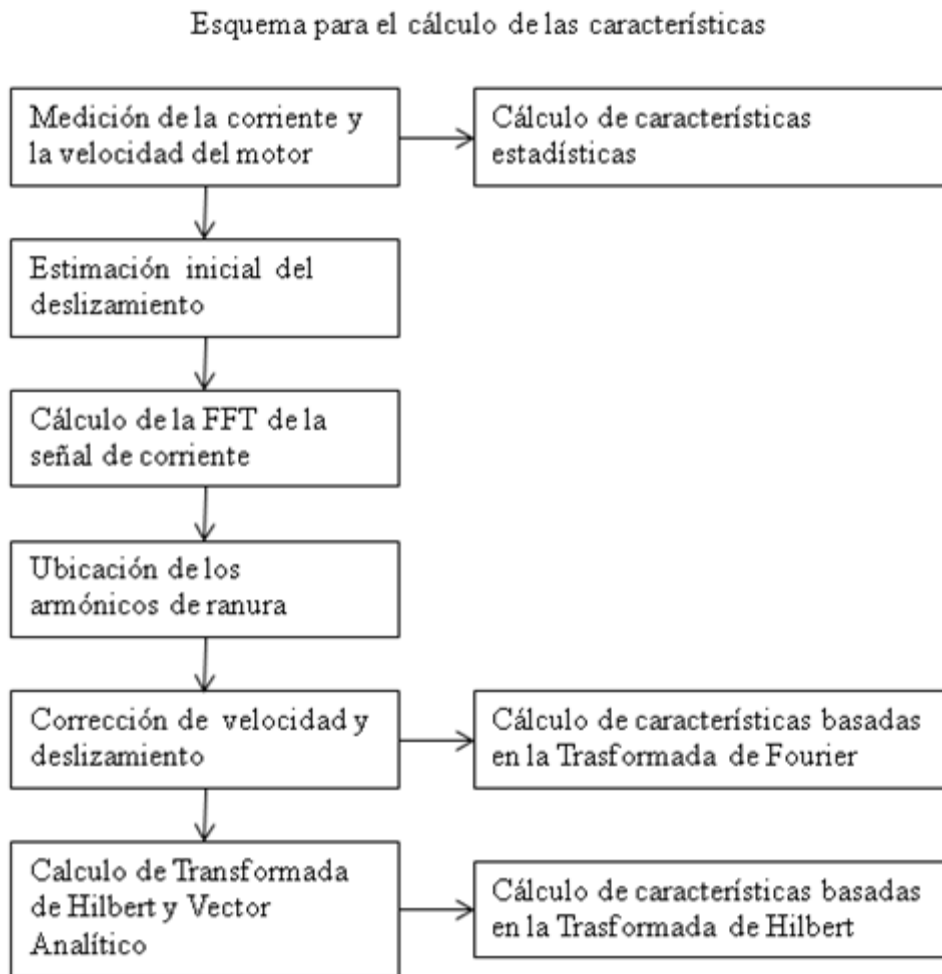 Esquema para el cálculo de las características
Medición de la corriente y
la velocidad del motor
Cálculo de características
estadísticas
Estimación inicial del
deslizamiento
Cálculo de la FFT de la
señal de corriente
Ubicación de los
armónicos de ranura
Corrección de velocidad y
deslizamiento
Cálculo de características basadas
en la Trasformada de Fourier
Calculo de Transformada
de Hilbert y Vector
Analítico
Cálculo de características basadas
en la Trasformada de Hilbert